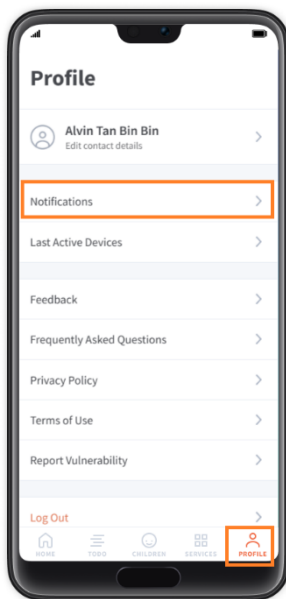 Profile
Alvin Tan Bin Bin
Edit contact details
Notifications
Last Active Devices
Feedback
Frequently Asked Questions
Privacy Policy
Terms of Use
Report Vulnerability
Log Out
HOME TODO CHILDREN SERVICES PROFILE